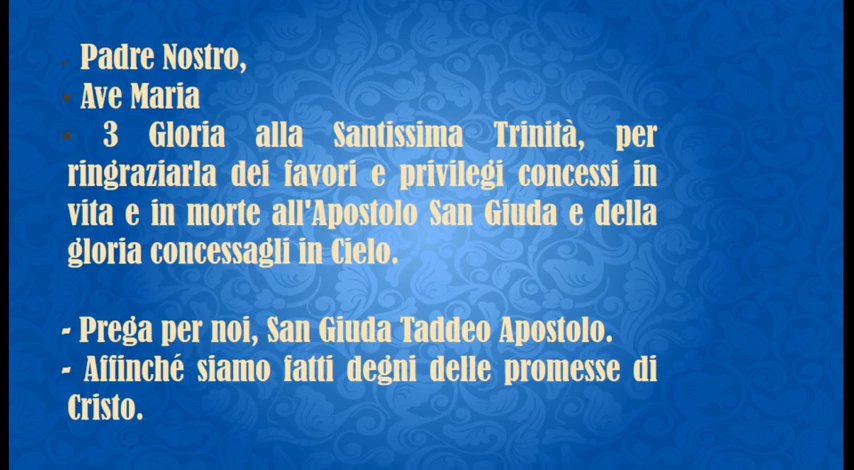 • Padre Nostro,
• Ave Maria
• 3 Gloria alla Santissima Trinità, per
ringraziarla dei favori e privilegi concessi in
vita e in morte all'Apostolo San Giuda e della
gloria concessagli in Cielo.
- Prega per noi, San Giuda Taddeo Apostolo.
- Affinché siamo fatti degni delle promesse di
Cristo.